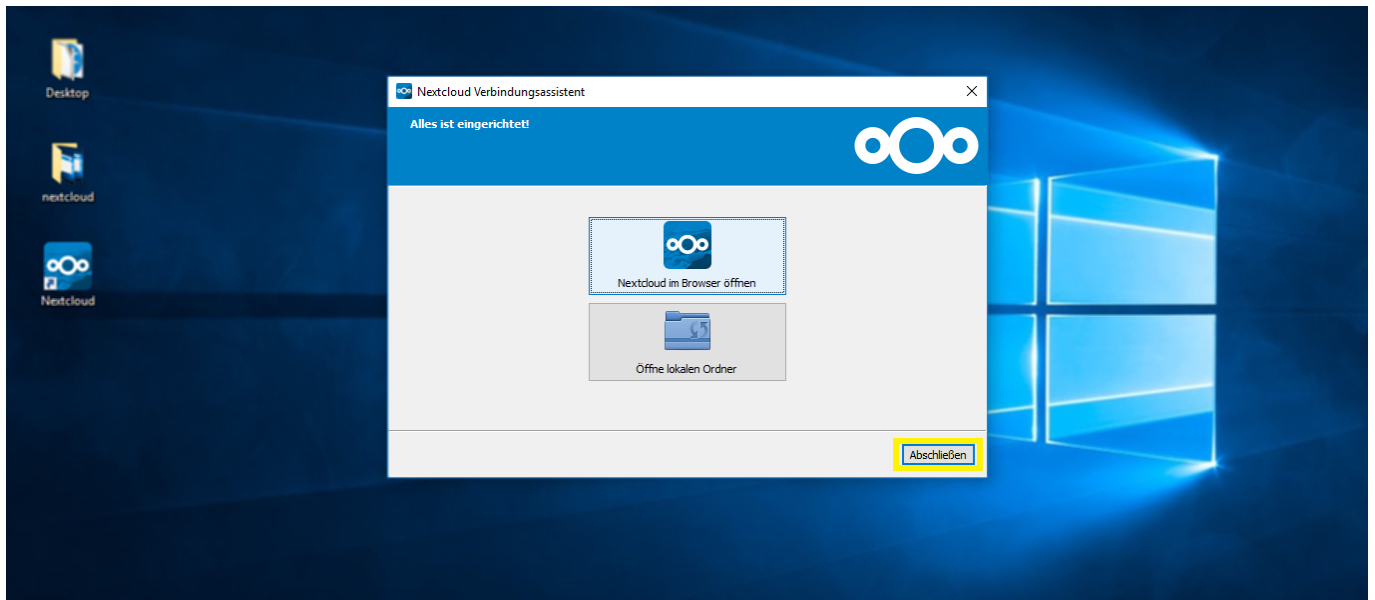 Desktop
nextcloud
Nextcloud
Nextcloud Verbindungsassistent
Alles ist eingerichtet!
Nextcloud im Browser öffnen
Öffne lokalen Ordner
Abschließen